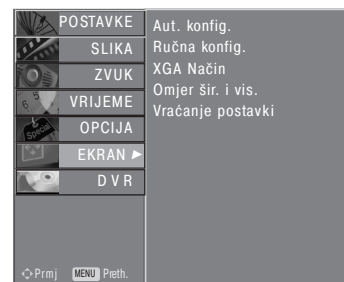 POSTAVKE
SLIKA
ZVUK
VRIJEME
OPCIJA
EKRAN ►
DVR
Aut. konfig.
Ručna konfig.
XGA Način
Omjer šir. i vis.
Vraćanje postavki
Prmj MENU Preth.